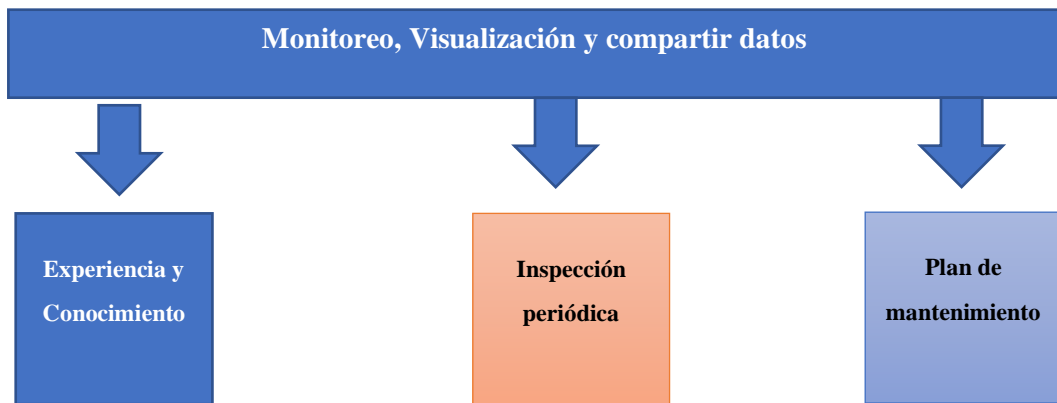 Monitoreo, Visualización y compartir datos
Experiencia y
Conocimiento
Inspección
periódica
Plan de
mantenimiento